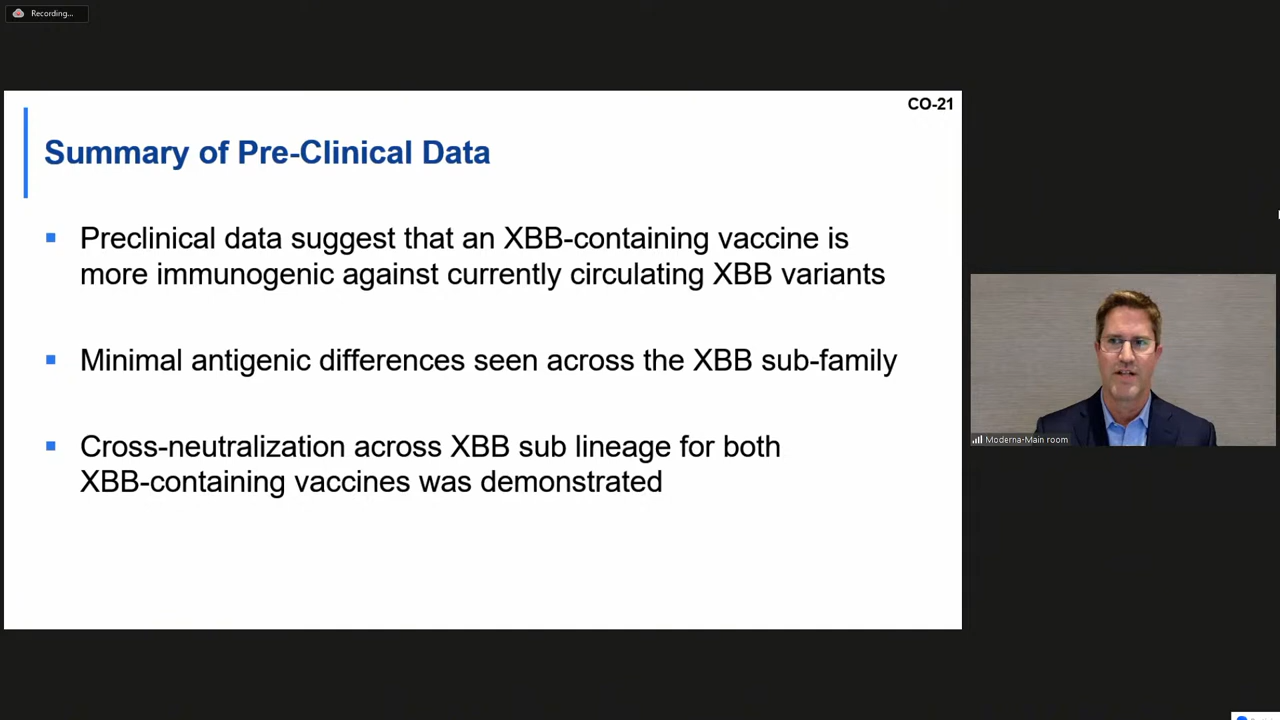 Recording...
CO-21
Summary of Pre-Clinical Data
Preclinical data suggest that an XBB-containing vaccine is
more immunogenic against currently circulating XBB variants
Minimal antigenic differences seen across the XBB sub-family
Cross-neutralization across XBB sub lineage for both
XBB-containing vaccines was demonstrated
Moderna-Main room